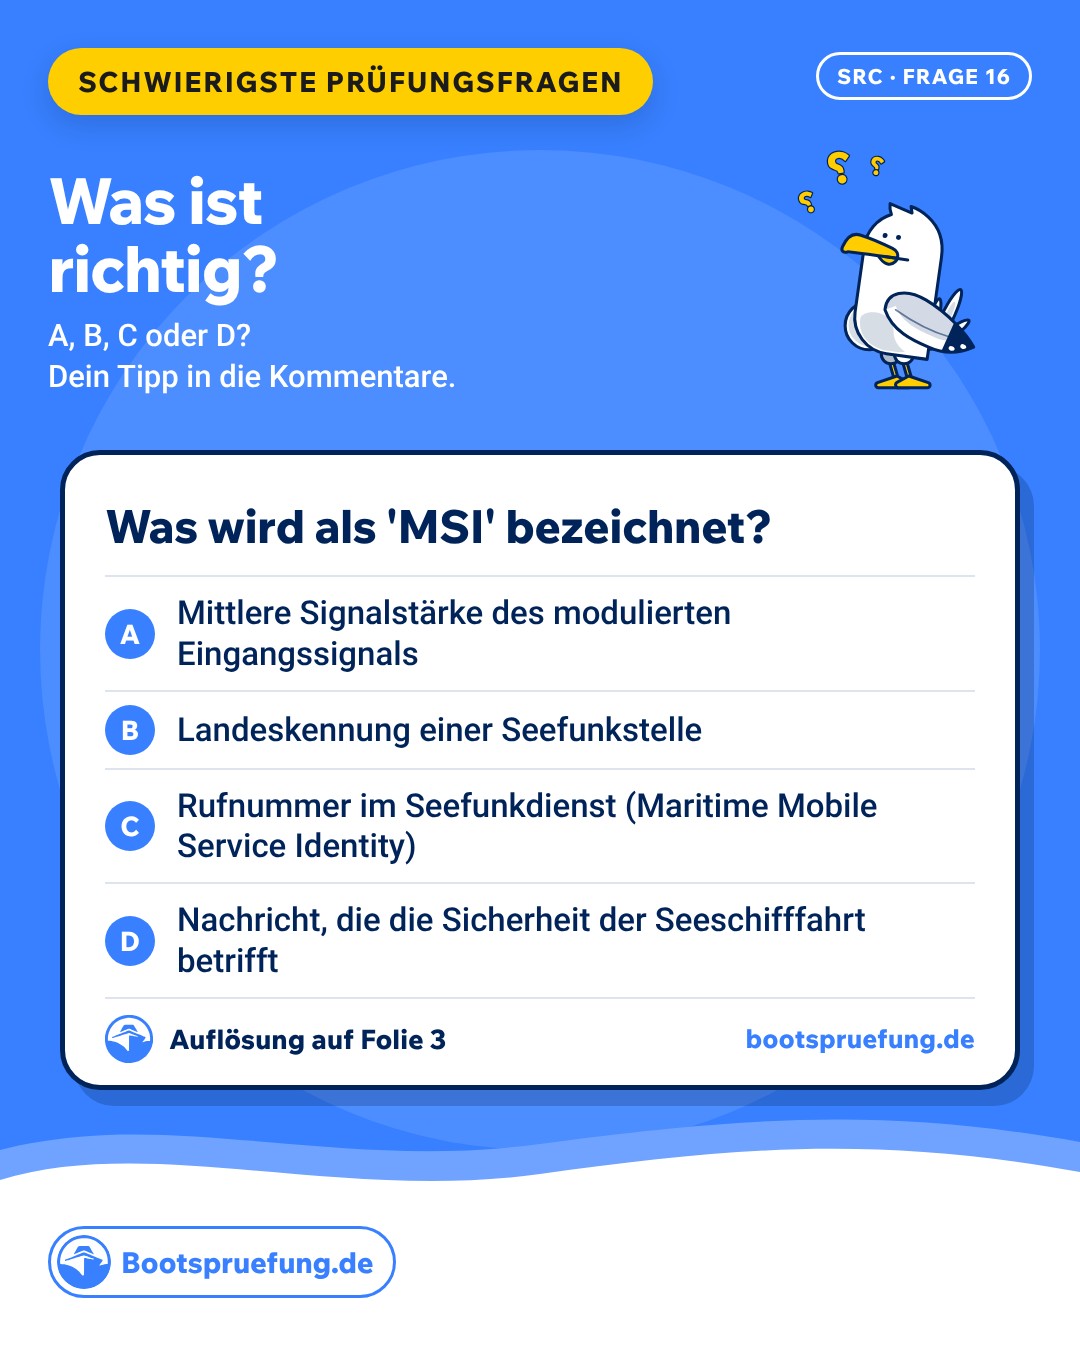 SCHWIERIGSTE PRÜFUNGSFRAGEN
SRC · FRAGE 16
? ? ?
Was ist
richtig?
A, B, C oder D?
Dein Tipp in die Kommentare.
Was wird als 'MSI' bezeichnet?
A Mittlere Signalstärke des modulierten
Eingangssignals
B Landeskennung einer Seefunkstelle
C Rufnummer im Seefunkdienst (Maritime Mobile
Service Identity)
D Nachricht, die die Sicherheit der Seeschifffahrt
betrifft
Auflösung auf Folie 3
bootspruefung.de
Bootspruefung.de